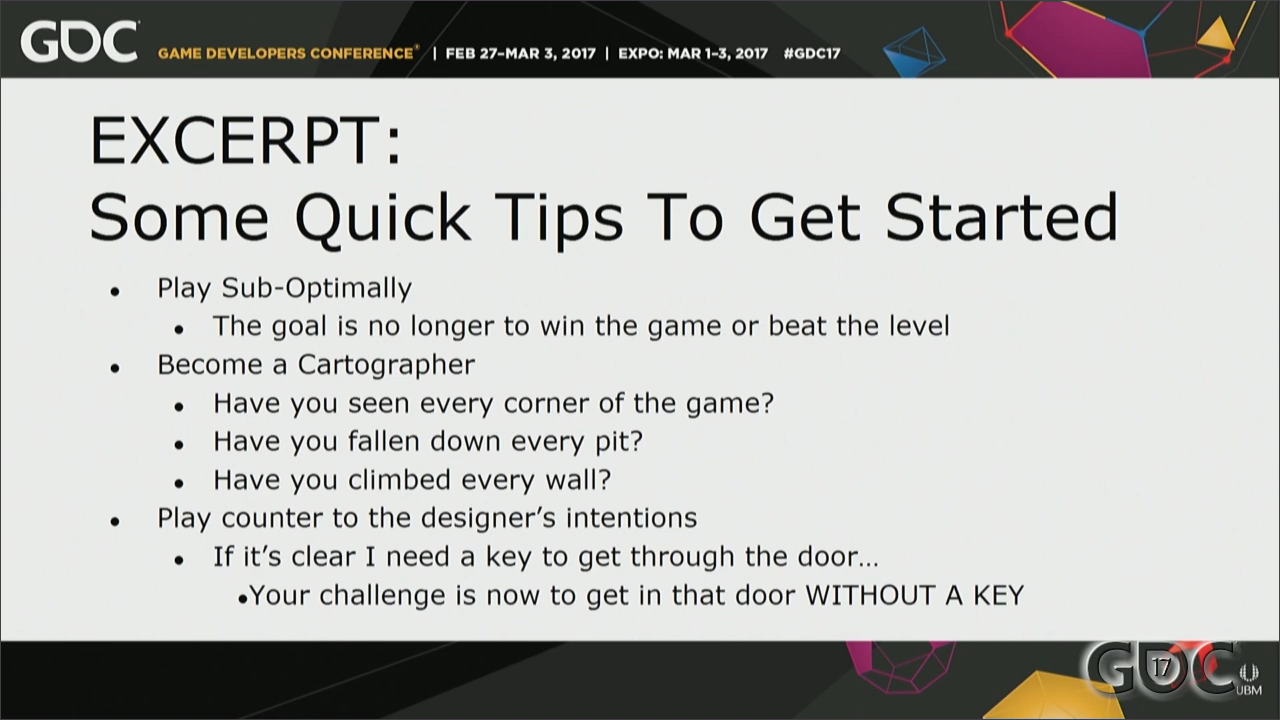 GDC GAME DEVELOPERS CONFERENCE® | FEB 27–MAR 3, 2017 | EXPO: MAR 1–3, 2017 #GDC17
EXCERPT:
Some Quick Tips To Get Started
• Play Sub-Optimally
• The goal is no longer to win the game or beat the level
• Become a Cartographer
• Have you seen every corner of the game?
• Have you fallen down every pit?
• Have you climbed every wall?
• Play counter to the designer’s intentions
• If it’s clear I need a key to get through the door…
•Your challenge is now to get in that door WITHOUT A KEY
GDC 17
UBM